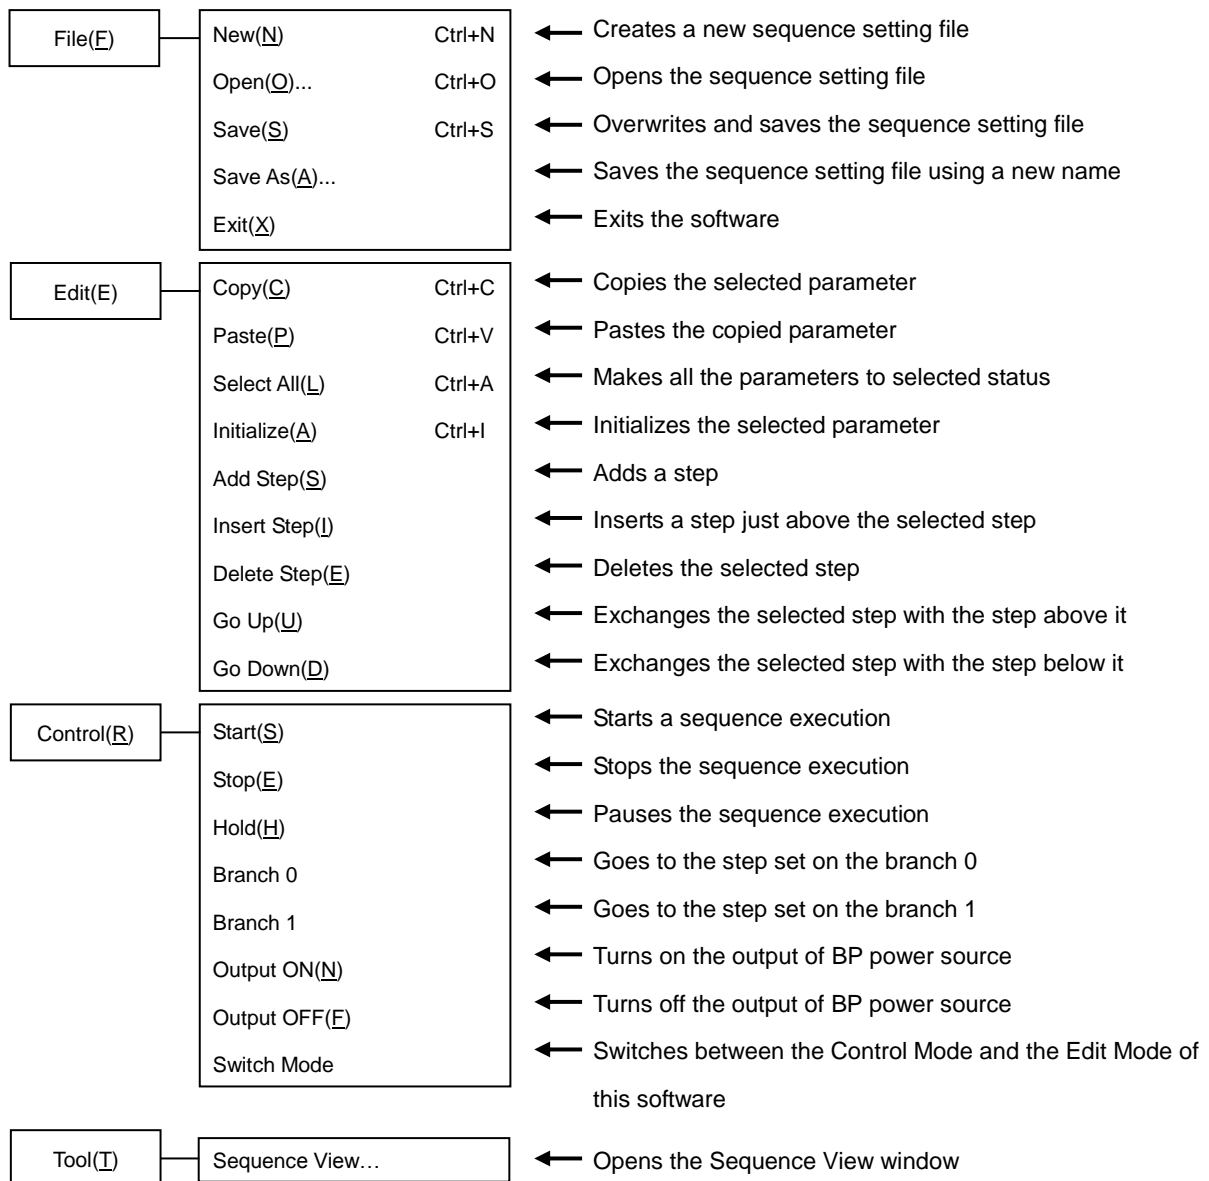 File(F) New(N) Ctrl+N Creates a new sequence setting file
Open(O)... Ctrl+O Opens the sequence setting file
Save(S) Ctrl+S Overwrites and saves the sequence setting file
Save As(A)... Saves the sequence setting file using a new name
Exit(X) Exits the software
Edit(E) Copy(C) Ctrl+C Copies the selected parameter
Paste(P) Ctrl+V Pastes the copied parameter
Select All(L) Ctrl+A Makes all the parameters to selected status
Initialize(A) Ctrl+I Initializes the selected parameter
Add Step(S) Adds a step
Insert Step(I) Inserts a step just above the selected step
Delete Step(E) Deletes the selected step
Go Up(U) Exchanges the selected step with the step above it
Go Down(D) Exchanges the selected step with the step below it
Control(R) Start(S) Starts a sequence execution
Stop(E) Stops the sequence execution
Hold(H) Pauses the sequence execution
Branch 0 Goes to the step set on the branch 0
Branch 1 Goes to the step set on the branch 1
Output ON(N) Turns on the output of BP power source
Output OFF(F) Turns off the output of BP power source
Switch Mode Switches between the Control Mode and the Edit Mode of
this software
Tool(T) Sequence View… Opens the Sequence View window